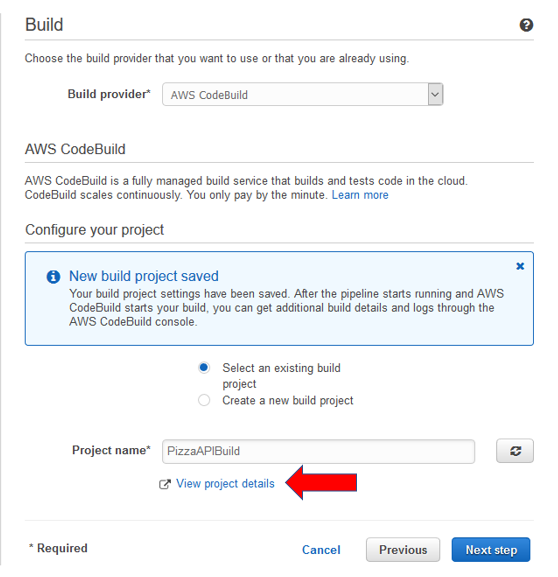 Build
Choose the build provider that you want to use or that you are already using.
Build provider* AWS CodeBuild
AWS CodeBuild
AWS CodeBuild is a fully managed build service that builds and tests code in the cloud.
CodeBuild scales continuously. You only pay by the minute. Learn more
Configure your project
New build project saved
Your build project settings have been saved. After the pipeline starts running and AWS
CodeBuild starts your build, you can get additional build details and logs through the
AWS CodeBuild console.
Select an existing build
project
Create a new build project
Project name* PizzaAPIBuild
View project details
* Required Cancel Previous Next step